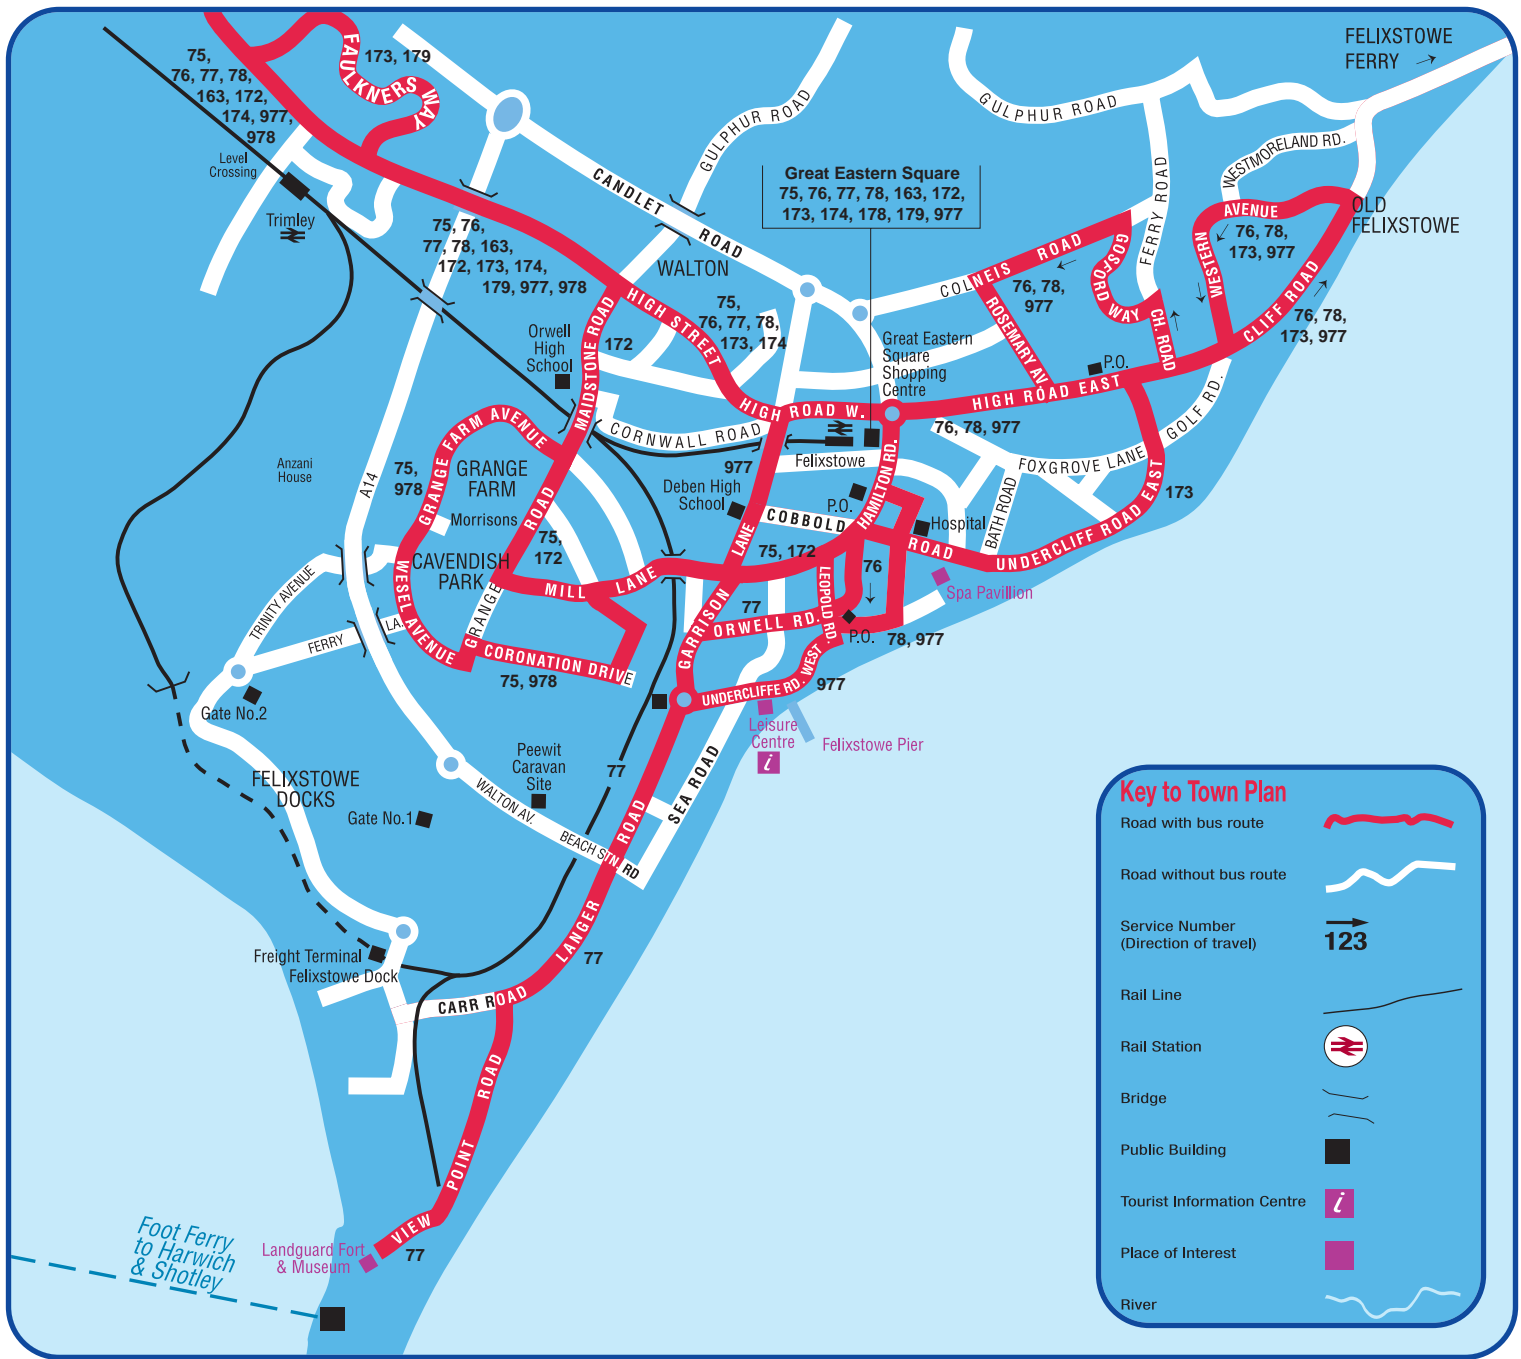 FELIXSTOWE
FERRY →
75,
76, 77, 78,
163, 172,
174, 977,
978
FAULKNERS WAY
173, 179
GULPHUR ROAD
GULPHUR ROAD
Level
Crossing
Trimley
CANDLET ROAD
Great Eastern Square
75, 76, 77, 78, 163, 172,
173, 174, 178, 179, 977
FERRY ROAD
WESTMORELAND RD.
OLD
FELIXSTOWE
WESTERN AVENUE
76, 78,
173, 977
75, 76,
77, 78, 163,
172, 173, 174,
179, 977, 978
WALTON
COLNEIS ROAD
GOSFORD WAY
76, 78,
977
ROSEMARY AV.
CH. ROAD
CLIFF ROAD
76, 78,
173, 977
HIGH STREET
75,
76, 77, 78,
173, 174
MAIDSTONE ROAD
172
Orwell
High
School
Great Eastern
Square
Shopping
Centre
P.O.
HIGH ROAD W.
HIGH ROAD EAST
GOLF RD.
76, 78, 977
CORNWALL ROAD
Felixstowe
977
FOXGROVE LANE
BATH ROAD
173
Anzani
House
A14
75,
978
GRANGE FARM AVENUE
GRANGE
FARM
Morrisons
CAVENDISH
PARK
ROAD
75,
172
Deben High
School
P.O.
HAMILTON RD.
COBBOLD ROAD
Hospital
UNDERCLIFF ROAD EAST
75, 172
LANE
76
↓
Spa Pavillion
TRINITY AVENUE
WESEL AVENUE
GRANGE
MILL LANE
LEOPOLD RD.
77
ORWELL RD.
P.O.
78, 977
FERRY LA.
GARRISON
CORONATION DRIVE
75, 978
UNDERCLIFFE RD. WEST
977
Gate No.2
Leisure
Centre
i
Felixstowe Pier
Peewit
Caravan
Site
77
SEA ROAD
FELIXSTOWE
DOCKS
Gate No.1
WALTON AV.
BEACH STN. RD
LANGER ROAD
77
Freight Terminal
Felixstowe Dock
CARR ROAD
VIEW POINT ROAD
77
Foot Ferry
to Harwich
& Shotley
Landguard Fort
& Museum
Key to Town Plan
Road with bus route
Road without bus route
Service Number
(Direction of travel)
123
Rail Line
Rail Station
Bridge
Public Building
Tourist Information Centre
i
Place of Interest
River